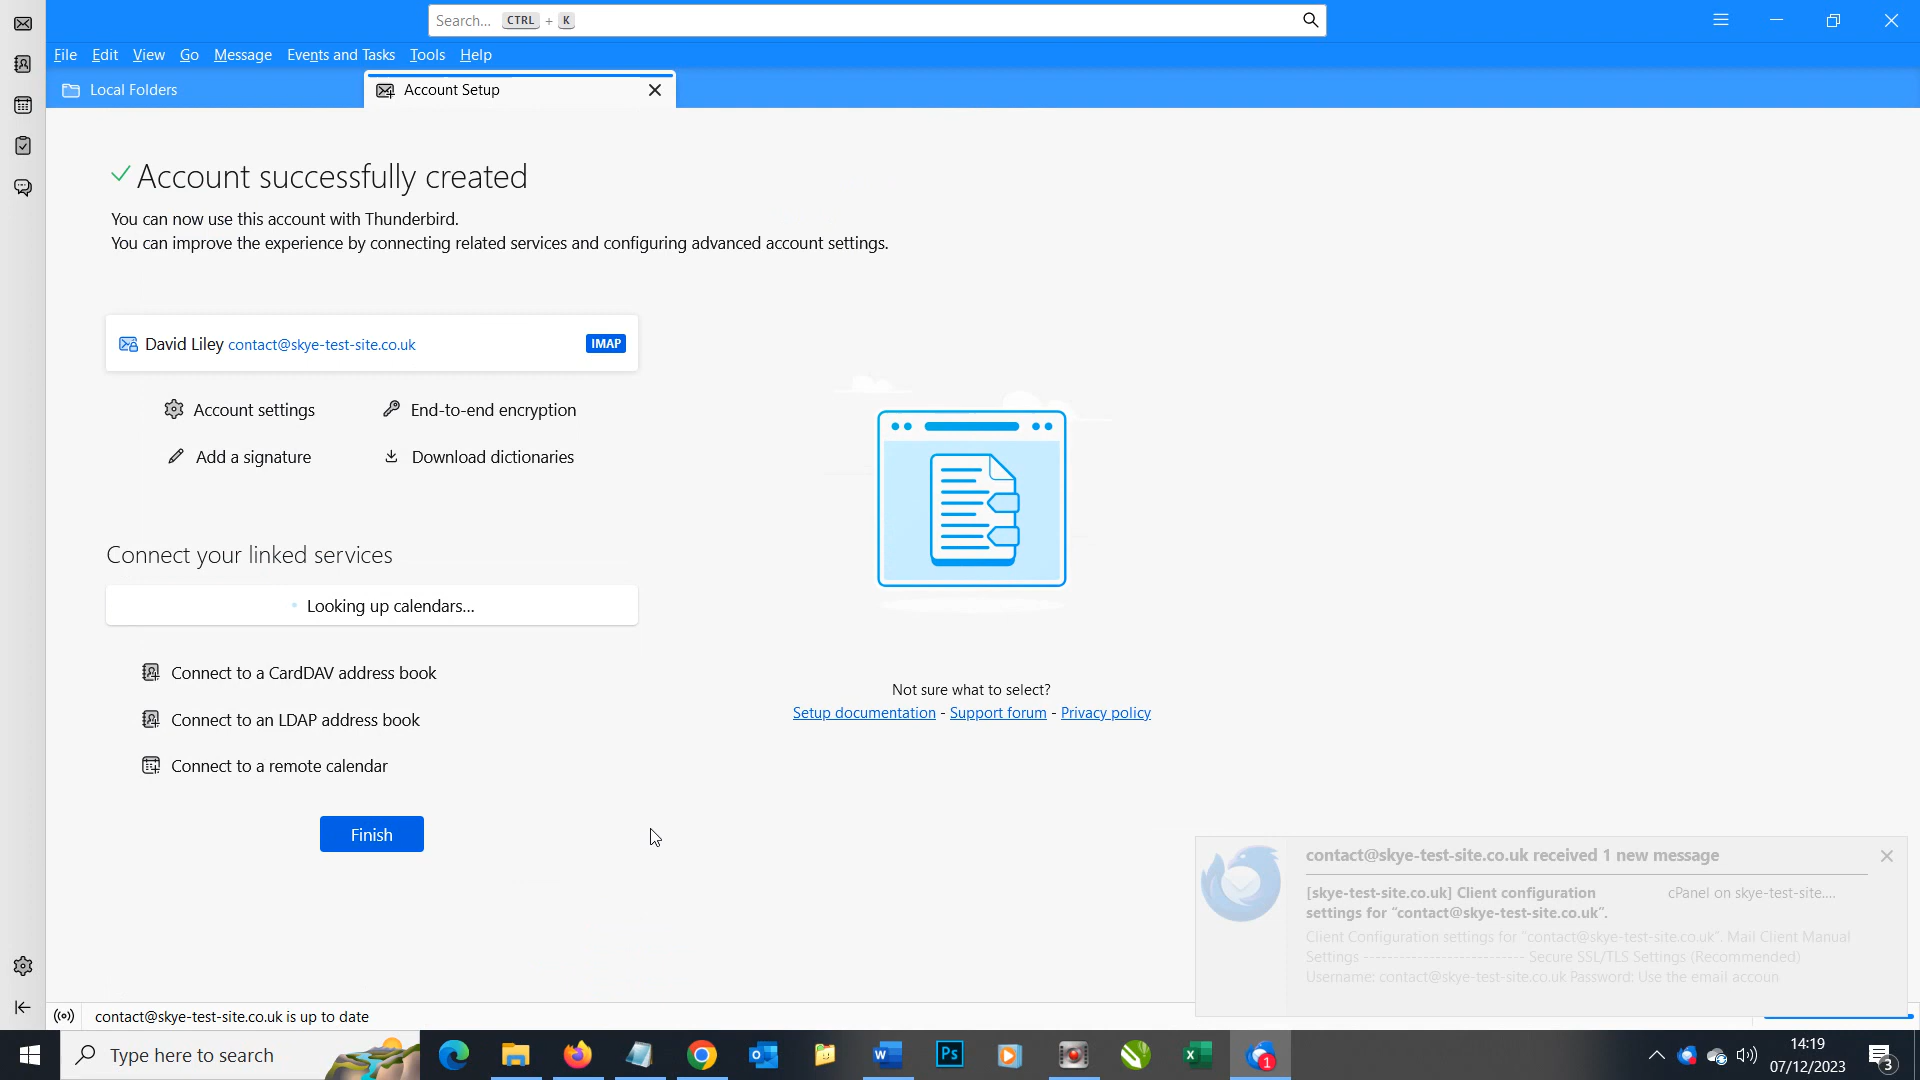 Search... CTRL + K
File Edit View Go Message Events and Tasks Tools Help
Local Folders
Account Setup
Account successfully created
You can now use this account with Thunderbird.
You can improve the experience by connecting related services and configuring advanced account settings.
David Liley contact@skye-test-site.co.uk IMAP
Account settings
End-to-end encryption
Add a signature
Download dictionaries
Connect your linked services
Looking up calendars...
Connect to a CardDAV address book
Connect to an LDAP address book
Connect to a remote calendar
Finish
Not sure what to select?
Setup documentation - Support forum - Privacy policy
contact@skye-test-site.co.uk received 1 new message
[skye-test-site.co.uk] Client configuration cPanel on skye-test-site....
settings for “contact@skye-test-site.co.uk”.
Client Configuration settings for “contact@skye-test-site.co.uk”. Mail Client Manual
Settings --------------------------- Secure SSL/TLS Settings (Recommended)
Username: contact@skye-test-site.co.uk Password: Use the email accoun
contact@skye-test-site.co.uk is up to date
Type here to search
W
Ps
1
14:19
07/12/2023
3